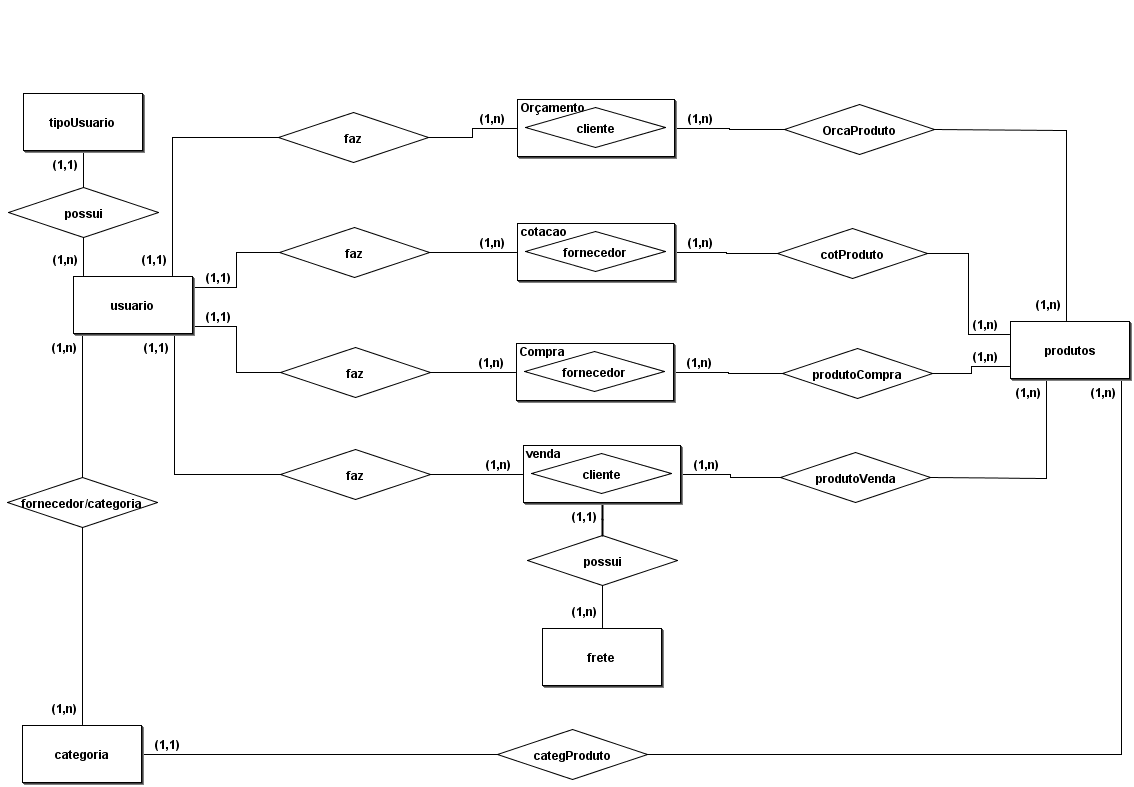 Orçamento
tipoUsuario
(1,n)
(1,n)
faz
cliente
OrcaProduto
(1,1)
possui
(1,n)
(1,1)
(1,n)
cotacao
(1,n)
faz
fornecedor
cotProduto
(1,1)
usuario
(1,n)
(1,n)
(1,1)
(1,n)
(1,1)
produtos
Compra
(1,n)
(1,n)
(1,n)
faz
fornecedor
produtoCompra
(1,n)
(1,n)
venda
(1,n)
(1,n)
faz
cliente
produtoVenda
fornecedor/categoria
(1,1)
possui
(1,n)
frete
(1,n)
(1,1)
categoria
categProduto